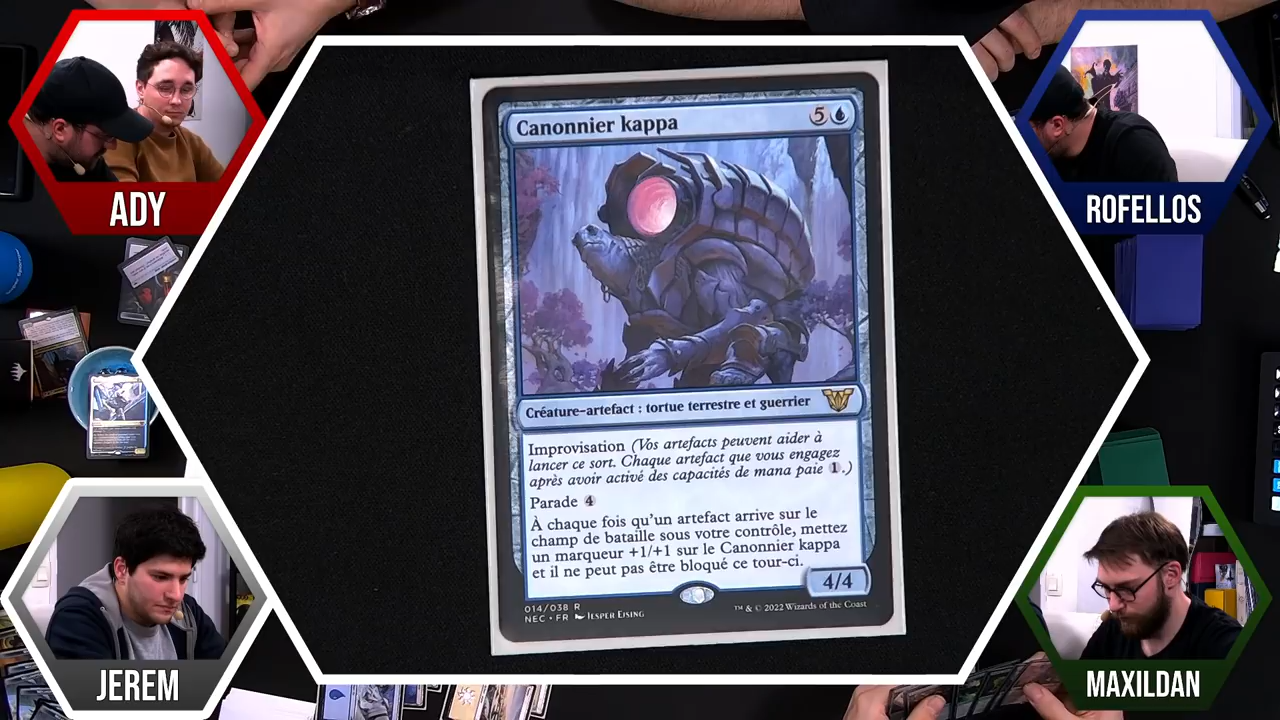 ADY
ROFELLOS
Canonnier kappa
5
Créature-artefact : tortue terrestre et guerrier
Improvisation (Vos artefacts peuvent aider à
lancer ce sort. Chaque artefact que vous engagez
après avoir activé des capacités de mana paie 1.)
Parade 4
À chaque fois qu'un artefact arrive sur le
champ de bataille sous votre contrôle, mettez
un marqueur +1/+1 sur le Canonnier kappa
et il ne peut pas être bloqué ce tour-ci.
4/4
014/038 R
NEC • FR JESPER EISING
™ & © 2022 Wizards of the Coast
JEREM
MAXILDAN